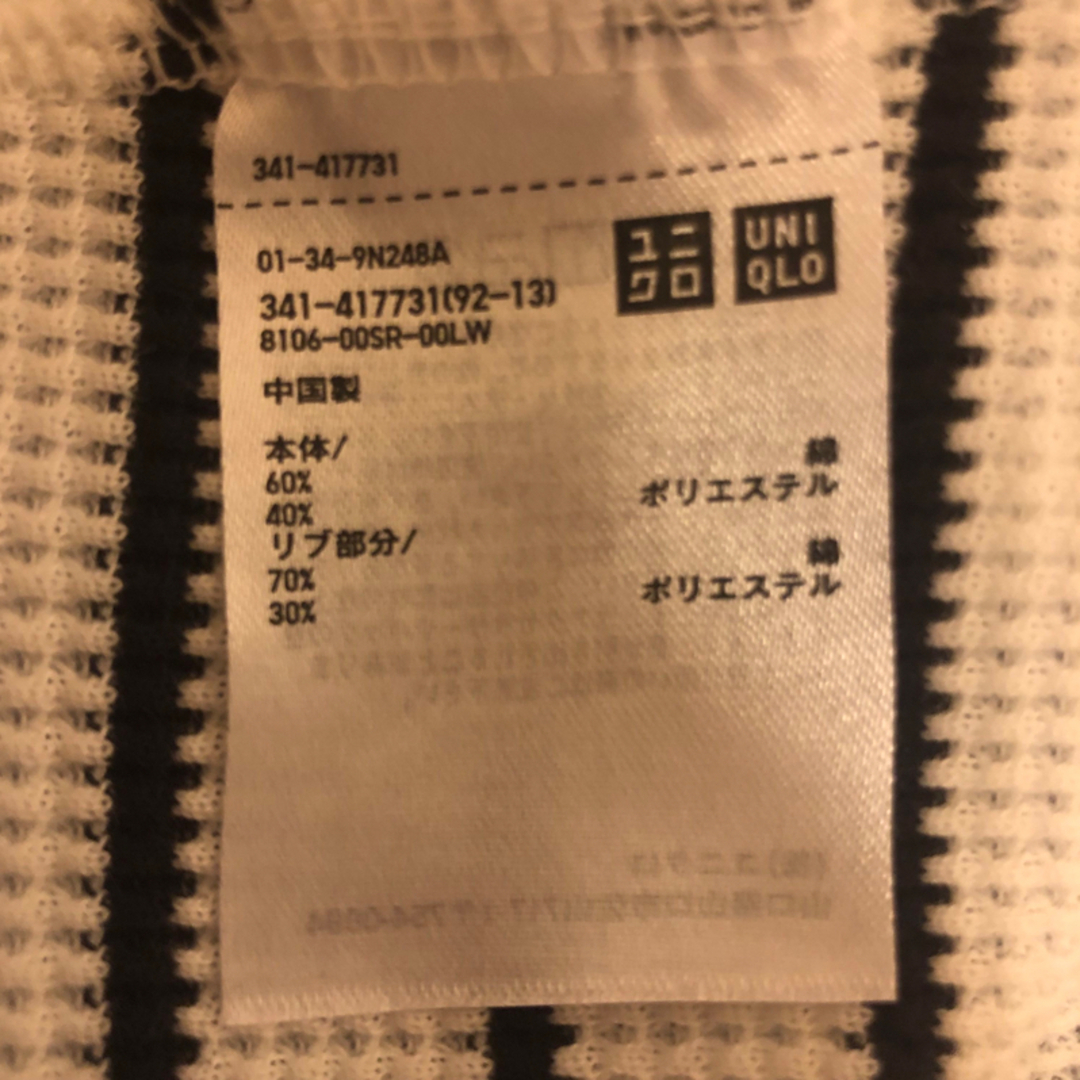 341-417731
01-34-9N248A
341-417731(92-13)
8106-00SR-00LW
ユニ
クロ
UNI
QLO
中国製
本体/ 綿
60% ポリエステル
40%
リブ部分/ 綿
70% ポリエステル
30%